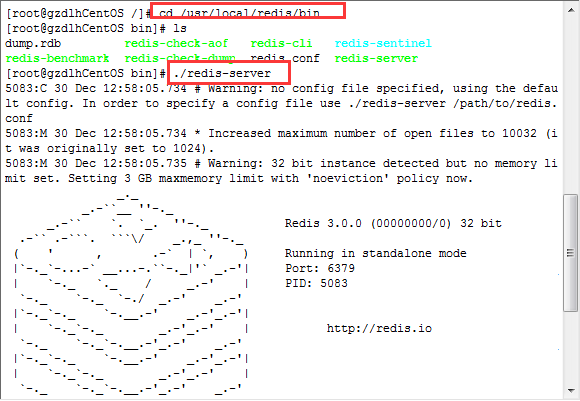 [root@gzdlhCentOS /]# cd /usr/local/redis/bin
[root@gzdlhCentOS bin]# ls
dump.rdb redis-check-aof redis-cli redis-sentinel
redis-benchmark redis-check-dump redis.conf redis-server
[root@gzdlhCentOS bin]# ./redis-server
5083:C 30 Dec 12:58:05.734 # Warning: no config file specified, using the defau
lt config. In order to specify a config file use ./redis-server /path/to/redis.
conf
5083:M 30 Dec 12:58:05.734 * Increased maximum number of open files to 10032 (i
t was originally set to 1024).
5083:M 30 Dec 12:58:05.735 # Warning: 32 bit instance detected but no memory li
mit set. Setting 3 GB maxmemory limit with 'noeviction' policy now.
Redis 3.0.0 (00000000/0) 32 bit
Running in standalone mode
Port: 6379
PID: 5083
http://redis.io